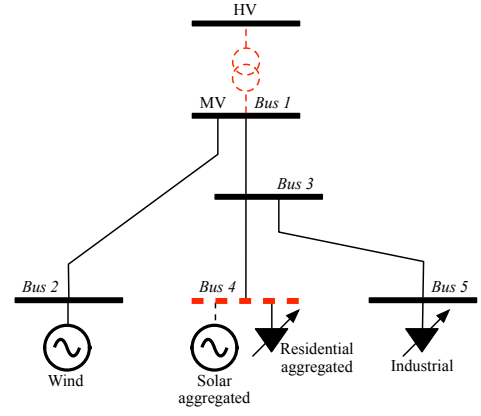 HV
MV
Bus 1
Bus 3
Bus 2
Bus 4
Bus 5
Wind
Solar
aggregated
Residential
aggregated
Industrial